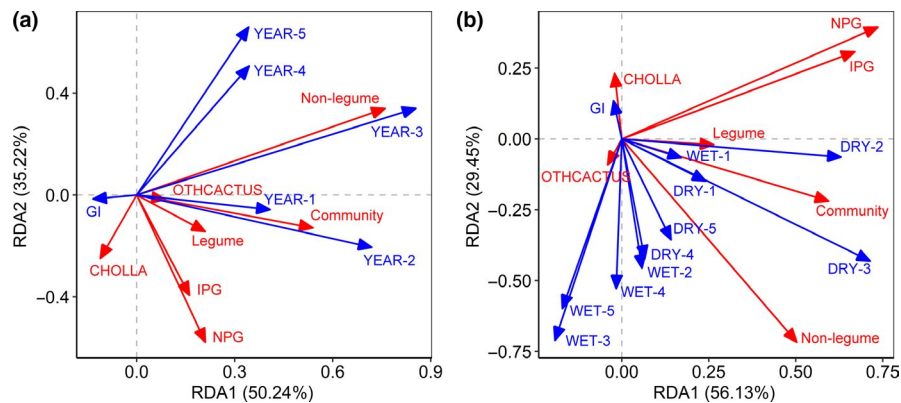 (a)
YEAR-5
YEAR-4
Non-legume
YEAR-3
OTHCACTUS
YEAR-1
GI
Community
Legume
YEAR-2
CHOLLA
IPG
NPG
0.4
0.0
−0.4
RDA2 (35.22%)
0.0 0.3 0.6 0.9
RDA1 (50.24%)
(b)
NPG
IPG
CHOLLA
GI
Legume
WET-1
DRY-2
OTHCACTUS
DRY-1
Community
DRY-5
DRY-4
DRY-3
WET-2
WET-4
WET-5
WET-3
Non-legume
0.25
0.00
−0.25
−0.50
−0.75
RDA2 (29.45%)
0.00 0.25 0.50 0.75
RDA1 (56.13%)